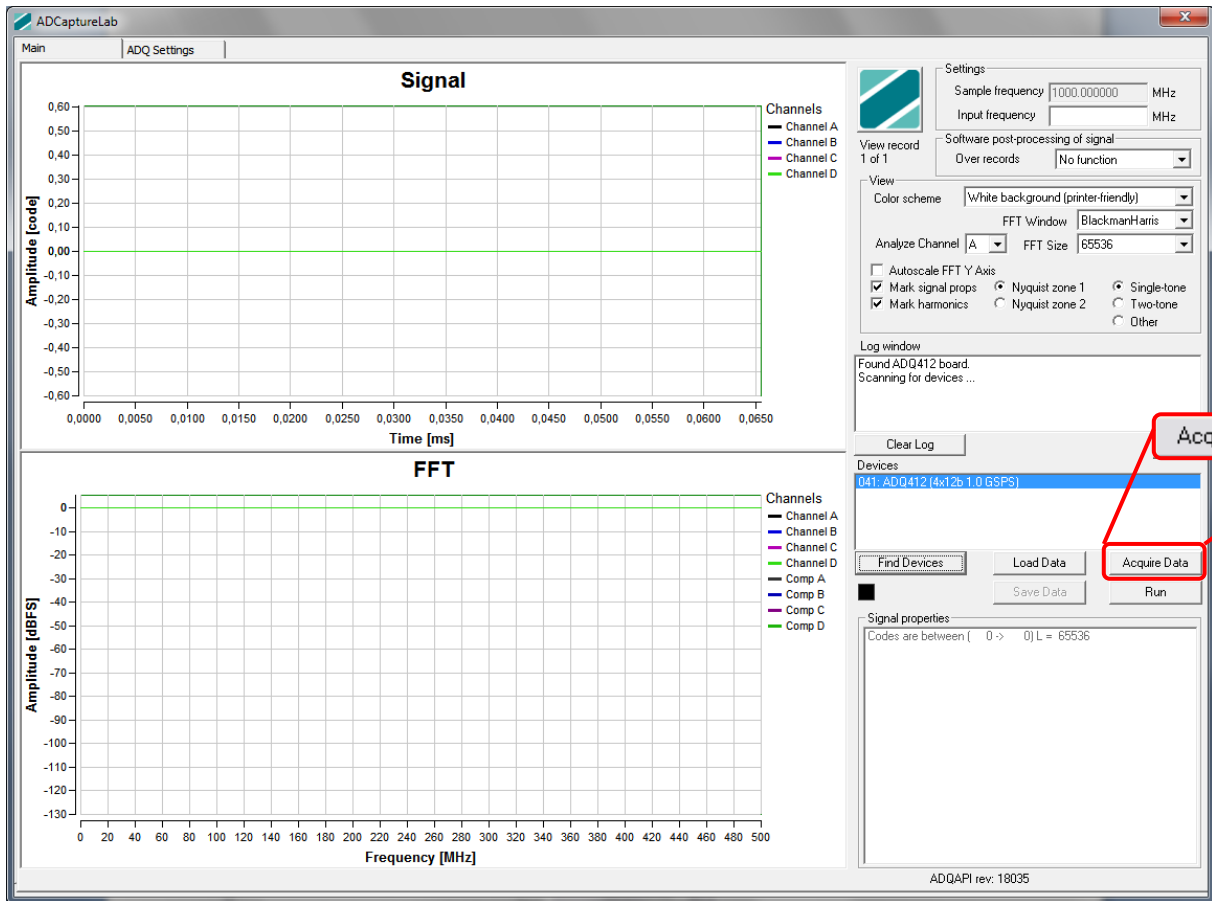 ADCaptureLab
Main
ADQ Settings
Signal
Amplitude [code]
0,60
0,50
0,40
0,30
0,20
0,10
0,00
-0,10
-0,20
-0,30
-0,40
-0,50
-0,60
0,0000 0,0050 0,0100 0,0150 0,0200 0,0250 0,0300 0,0350 0,0400 0,0450 0,0500 0,0550 0,0600 0,0650
Time [ms]
Channels
Channel A
Channel B
Channel C
Channel D
FFT
Amplitude [dBFS]
0
-10
-20
-30
-40
-50
-60
-70
-80
-90
-100
-110
-120
-130
0 20 40 60 80 100 120 140 160 180 200 220 240 260 280 300 320 340 360 380 400 420 440 460 480 500
Frequency [MHz]
Channels
Channel A
Channel B
Channel C
Channel D
Comp A
Comp B
Comp C
Comp D
View record
1 of 1
Settings
Sample frequency 1000.000000 MHz
Input frequency MHz
Software post-processing of signal
Over records No function
View
Color scheme White background (printer-friendly)
FFT Window BlackmanHarris
Analyze Channel A FFT Size 65536
Autoscale FFT Y Axis
Mark signal props Nyquist zone 1 Single-tone
Mark harmonics Nyquist zone 2 Two-tone
Other
Log window
Found ADQ412 board.
Scanning for devices ...
Clear Log
Acq
Devices
041: ADQ412 (4x12b 1.0 GSPS)
Find Devices Load Data Acquire Data
Save Data Run
Signal properties
Codes are between ( 0 -> 0) L = 65536
ADQAPI rev: 18035